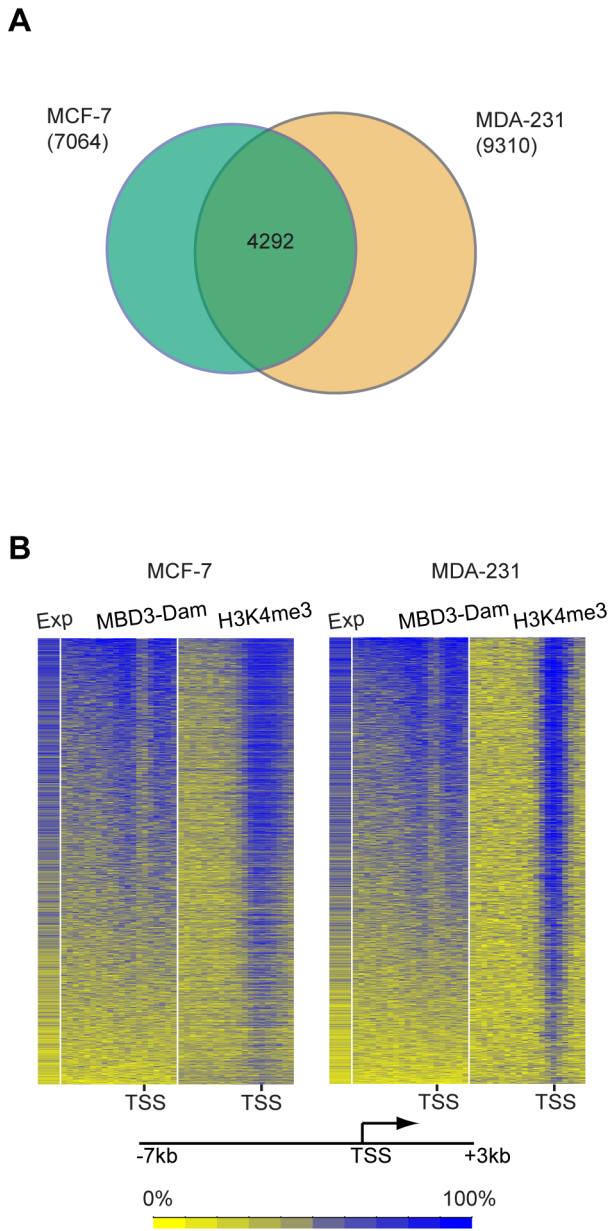 A
MCF-7
(7064)
MDA-231
(9310)
4292
B
MCF-7
MDA-231
Exp MBD3-Dam H3K4me3
Exp MBD3-Dam H3K4me3
TSS TSS TSS TSS
-7kb TSS +3kb
0% 100%